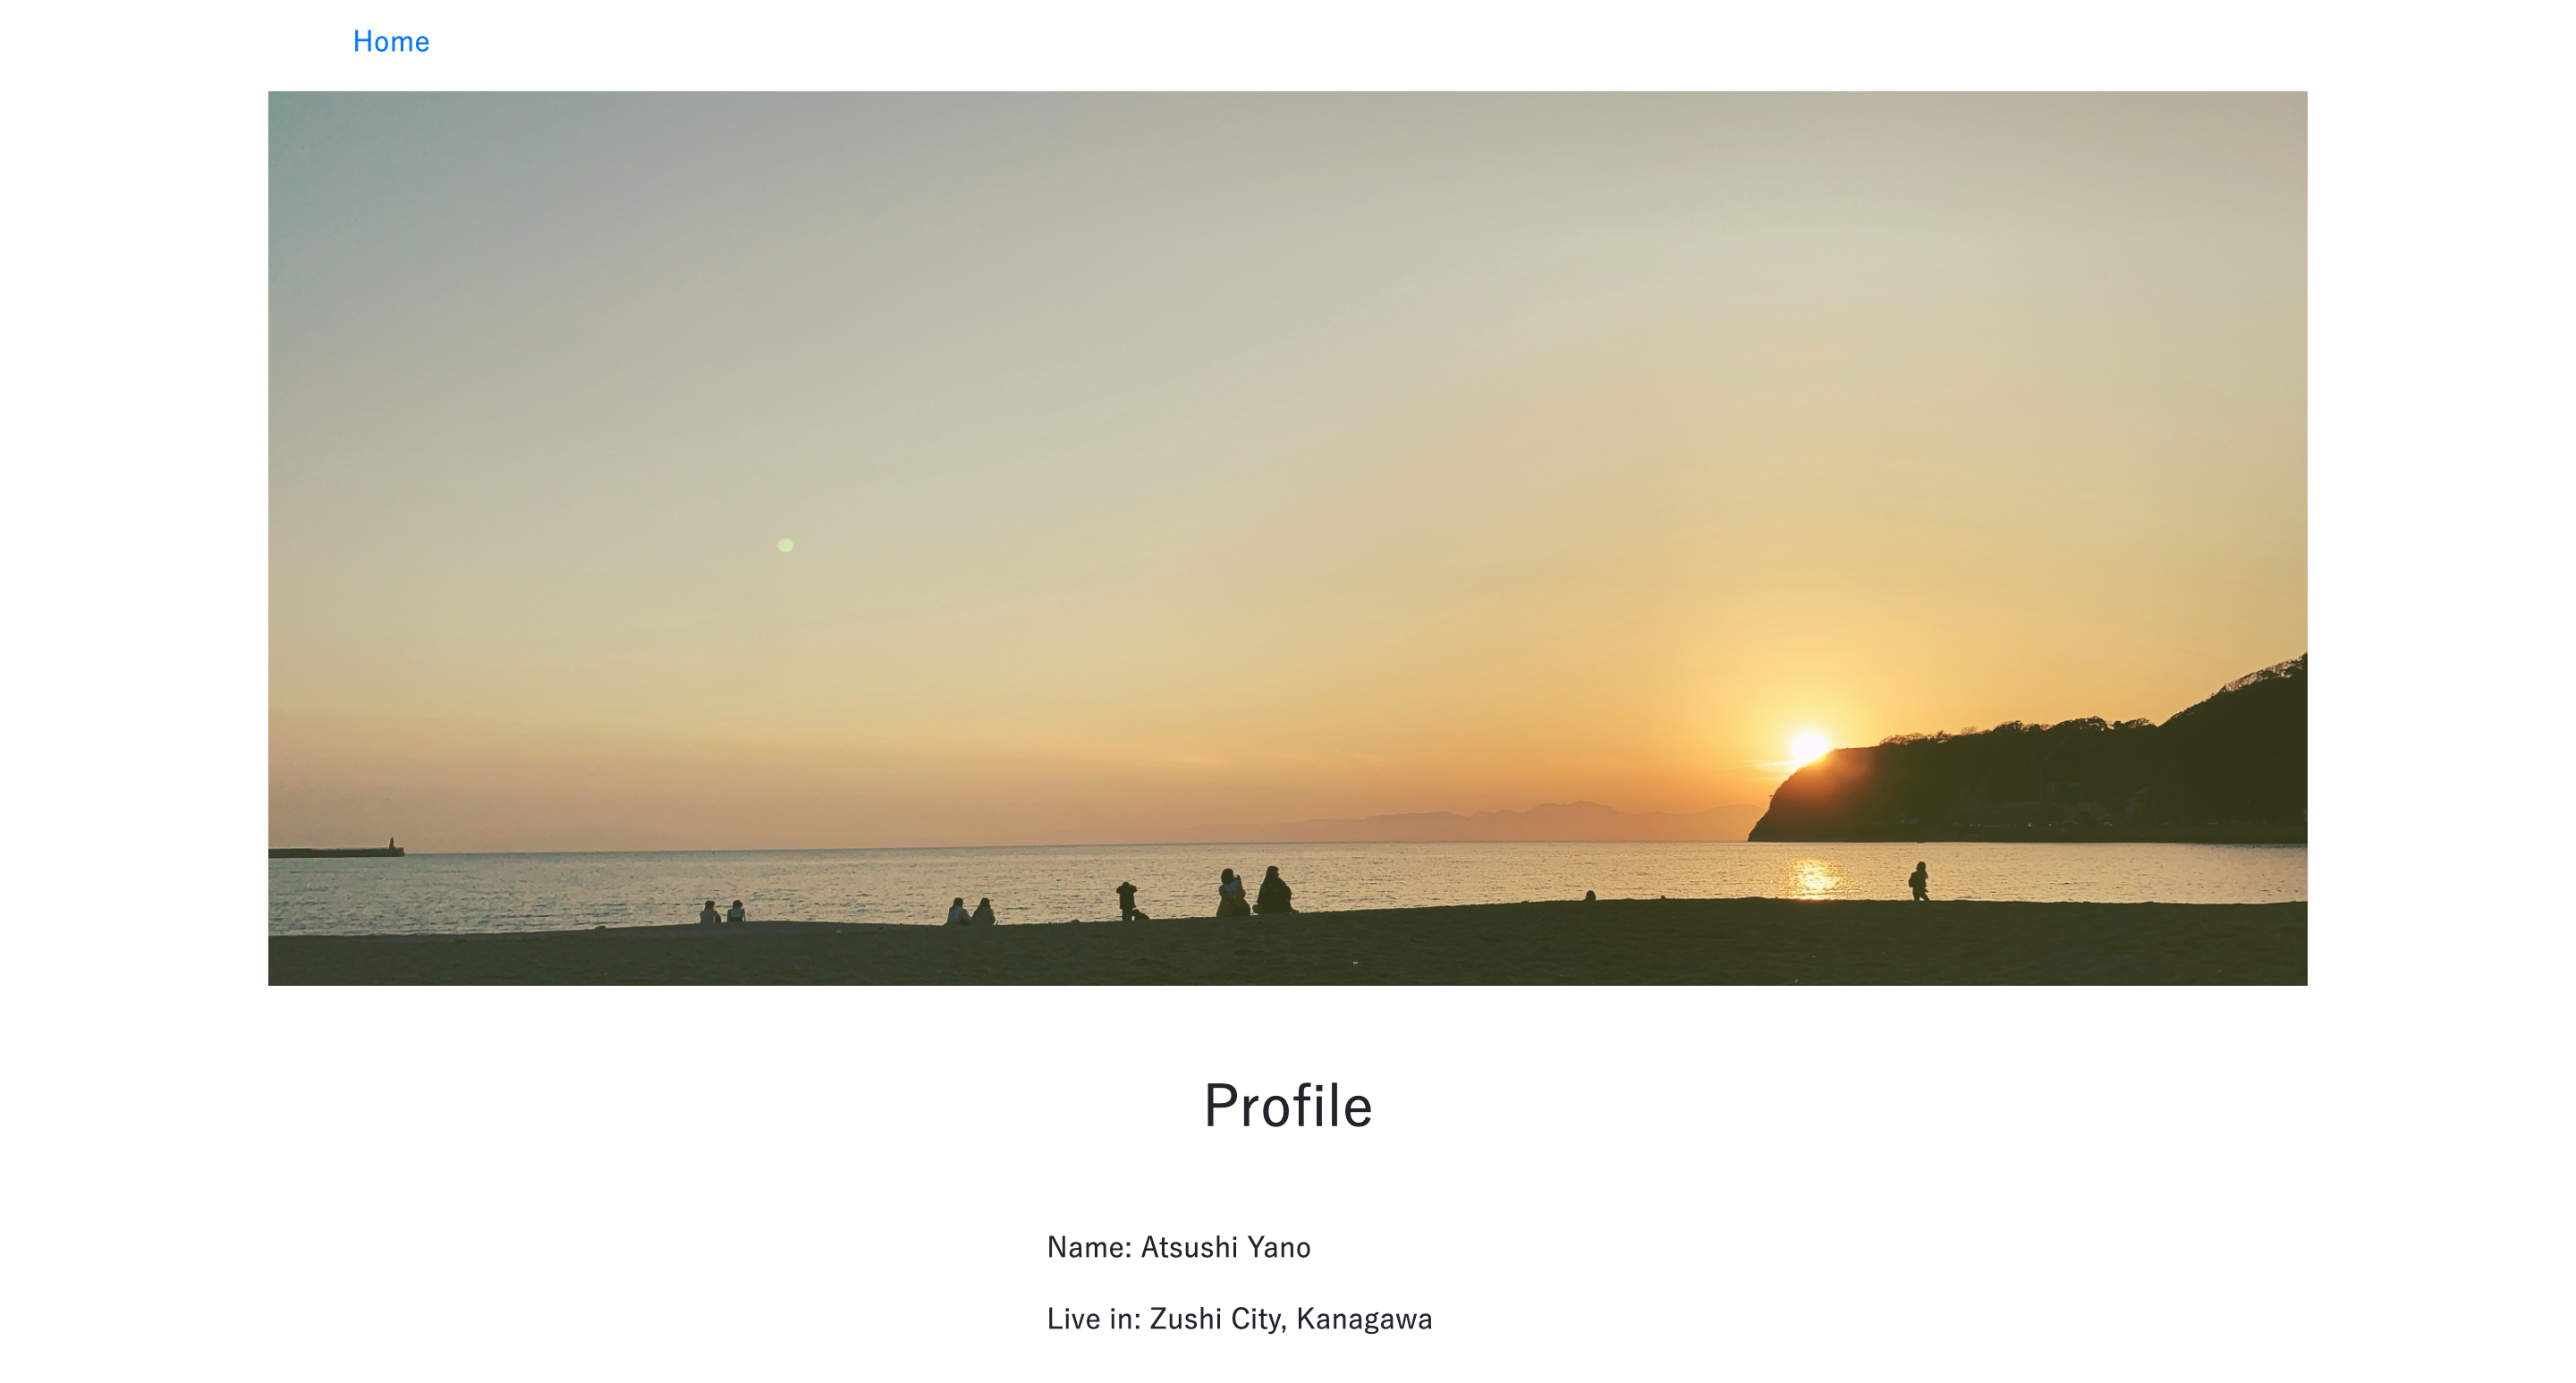 Home
Profile
Name: Atsushi Yano
Live in: Zushi City, Kanagawa